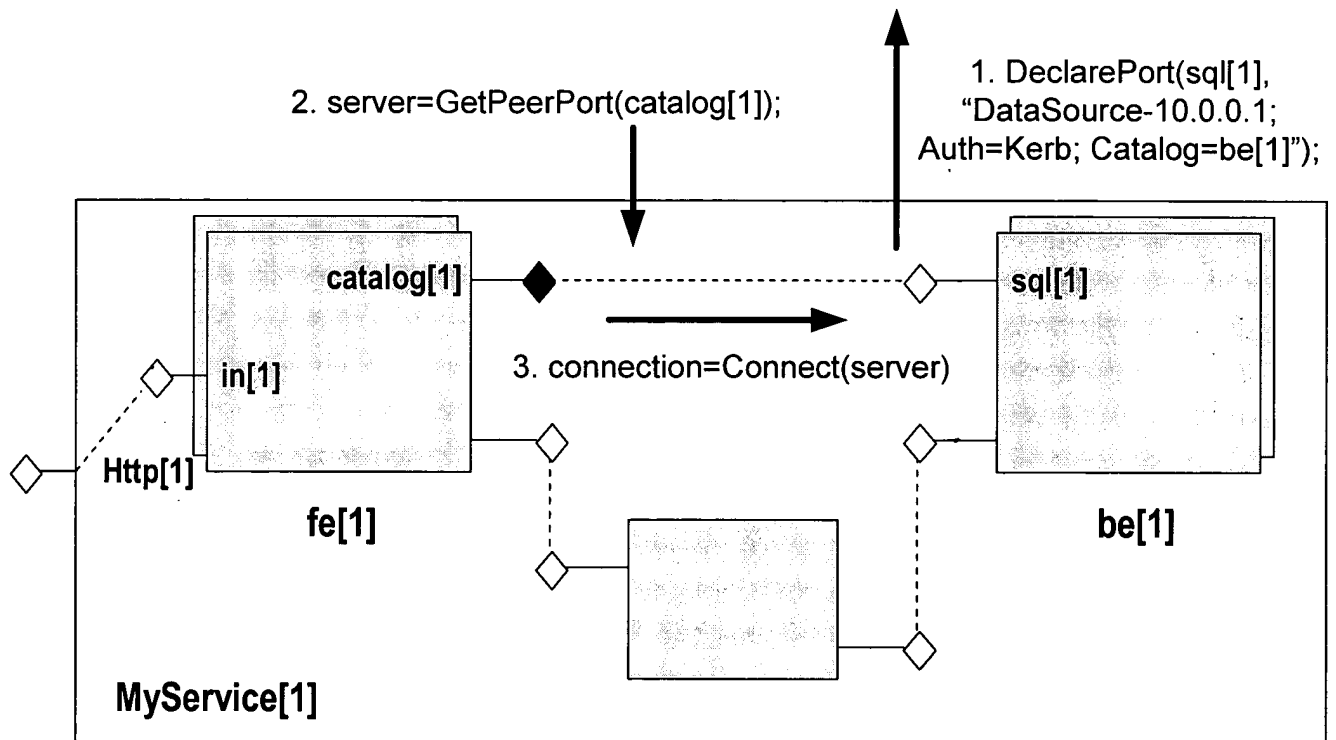 1. DeclarePort(sql[1],
2. server=GetPeerPort(catalog[1]);
“DataSource-10.0.0.1;
Auth=Kerb; Catalog=be[1]”);
catalog[1]
sql[1]
3. connection=Connect(server)
in[1]
Http[1]
fe[1]
be[1]
MyService[1]